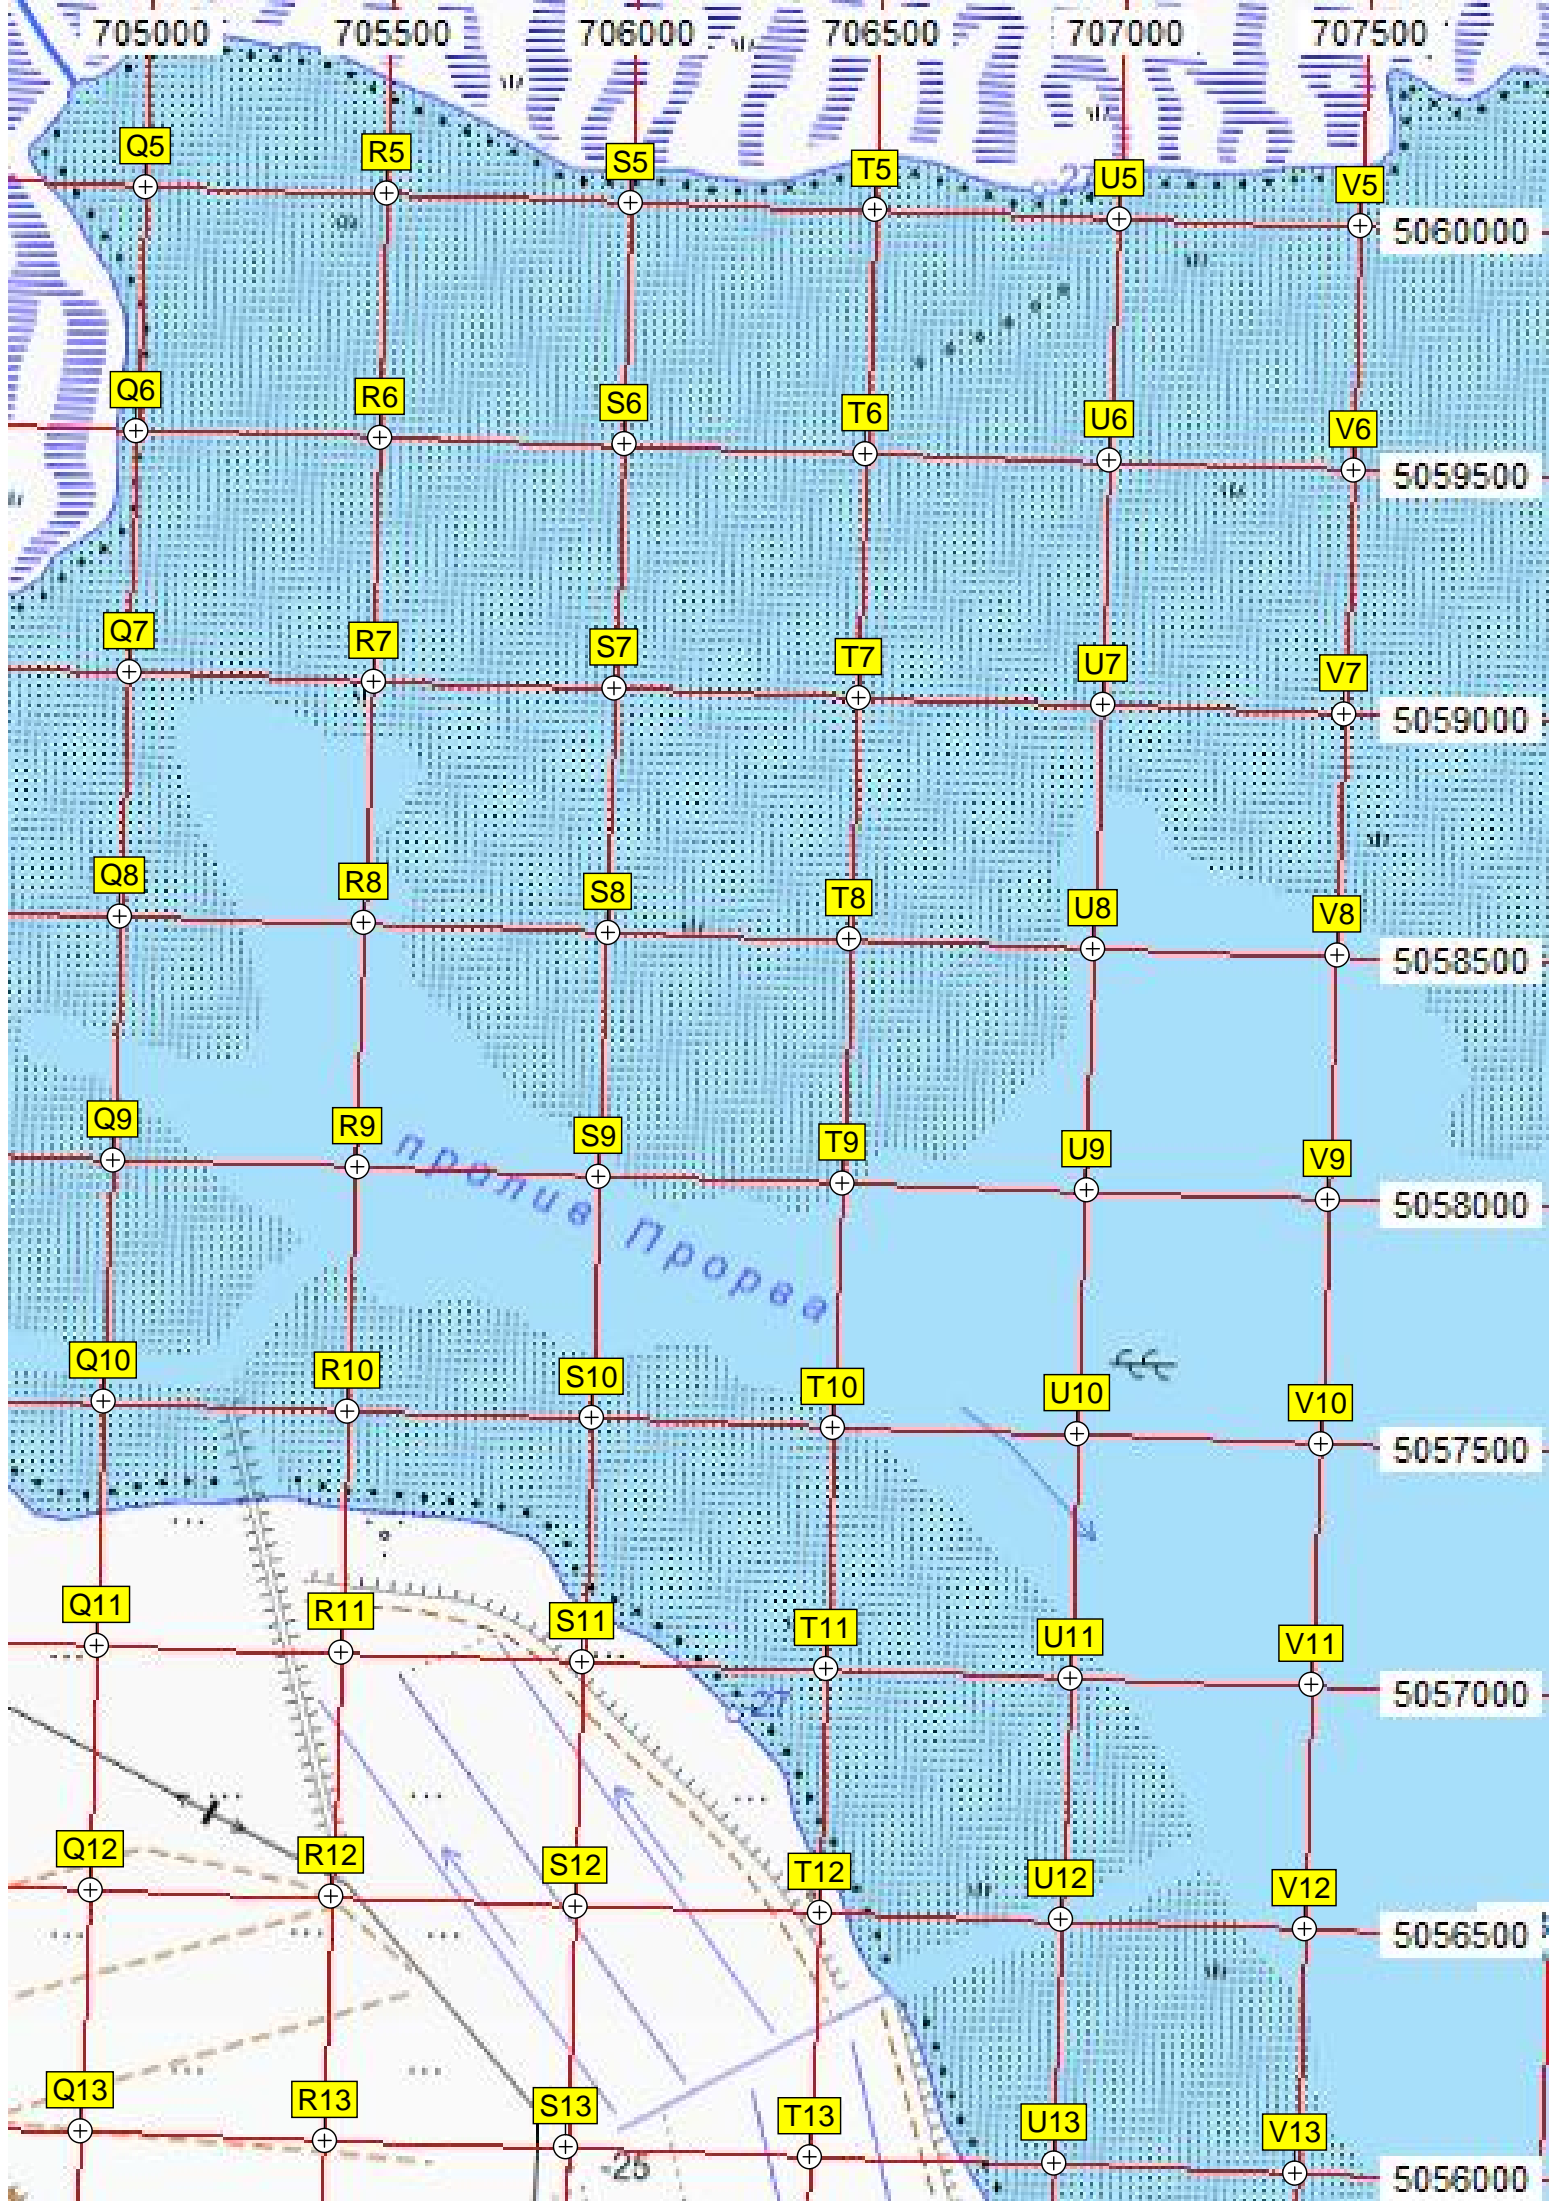 705000 705500 706000 706500 707000 707500
Q5 R5 S5 T5 U5 V5
5060000
Q6 R6 S6 T6 U6 V6
5059500
Q7 R7 S7 T7 U7 V7
5059000
Q8 R8 S8 T8 U8 V8
5058500
Q9 R9 S9 T9 U9 V9
5058000
пролив Прорва
Q10 R10 S10 T10 U10 V10
5057500
Q11 R11 S11 T11 U11 V11
5057000
-27
Q12 R12 S12 T12 U12 V12
5056500
Q13 R13 S13 T13 U13 V13
5056000